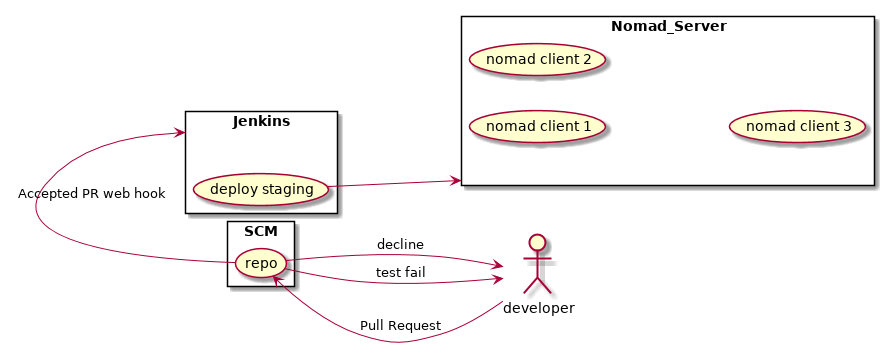 Nomad_Server
nomad client 2
nomad client 1
nomad client 3
Jenkins
deploy staging
Accepted PR web hook
SCM
repo
decline
test fail
developer
Pull Request